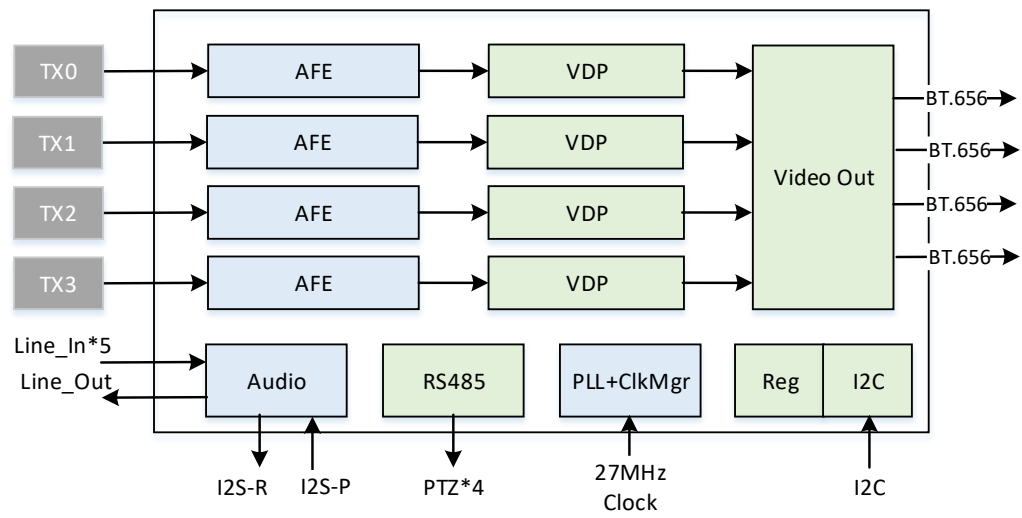 TX0
AFE
VDP
TX1
AFE
VDP
TX2
AFE
VDP
TX3
AFE
VDP
Video Out
BT.656
BT.656
BT.656
BT.656
Line_In*5
Line_Out
Audio
RS485
PLL+ClkMgr
Reg
I2C
I2S-R
I2S-P
PTZ*4
27MHz
Clock
I2C